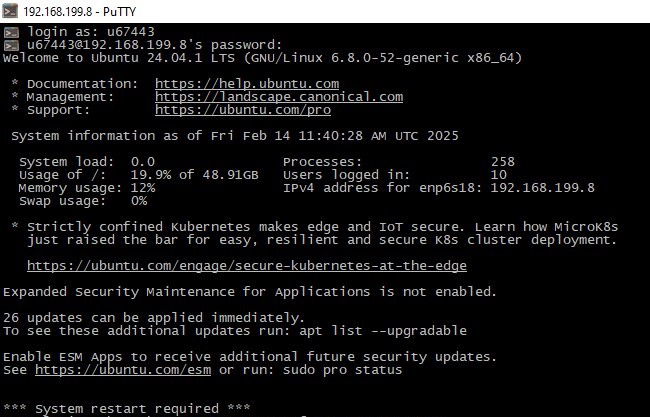 192.168.199.8 - PuTTY
login as: u67443
u67443@192.168.199.8's password:
Welcome to Ubuntu 24.04.1 LTS (GNU/Linux 6.8.0-52-generic x86_64)
* Documentation: https://help.ubuntu.com
* Management: https://landscape.canonical.com
* Support: https://ubuntu.com/pro
System information as of Fri Feb 14 11:40:28 AM UTC 2025
System load: 0.0 Processes: 258
Usage of /: 19.9% of 48.91GB Users logged in: 10
Memory usage: 12% IPv4 address for enp6s18: 192.168.199.8
Swap usage: 0%
* Strictly confined Kubernetes makes edge and IoT secure. Learn how MicroK8s
just raised the bar for easy, resilient and secure K8s cluster deployment.
https://ubuntu.com/engage/secure-kubernetes-at-the-edge
Expanded Security Maintenance for Applications is not enabled.
26 updates can be applied immediately.
To see these additional updates run: apt list --upgradable
Enable ESM Apps to receive additional future security updates.
See https://ubuntu.com/esm or run: sudo pro status
*** System restart required ***